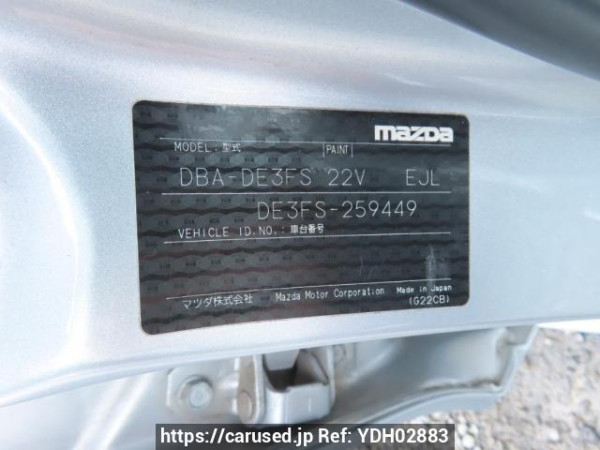 mazda
MODEL: 型式 PAINT
DBA-DE3FS 22V EJL
DE3FS-259449
VEHICLE ID.NO.: 車台番号
マツダ株式会社 Mazda Motor Corporation Made in Japan
(G22CB)
https://carused.jp Ref: YDH02883